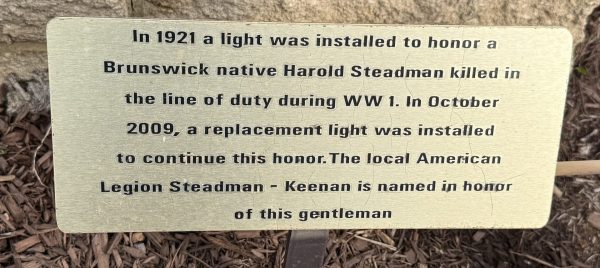 In 1921 a light was installed to honor a
Brunswick native Harold Steadman killed in
the line of duty during WW 1. In October
2009, a replacement light was installed
to continue this honor. The local American
Legion Steadman - Keenan is named in honor
of this gentleman